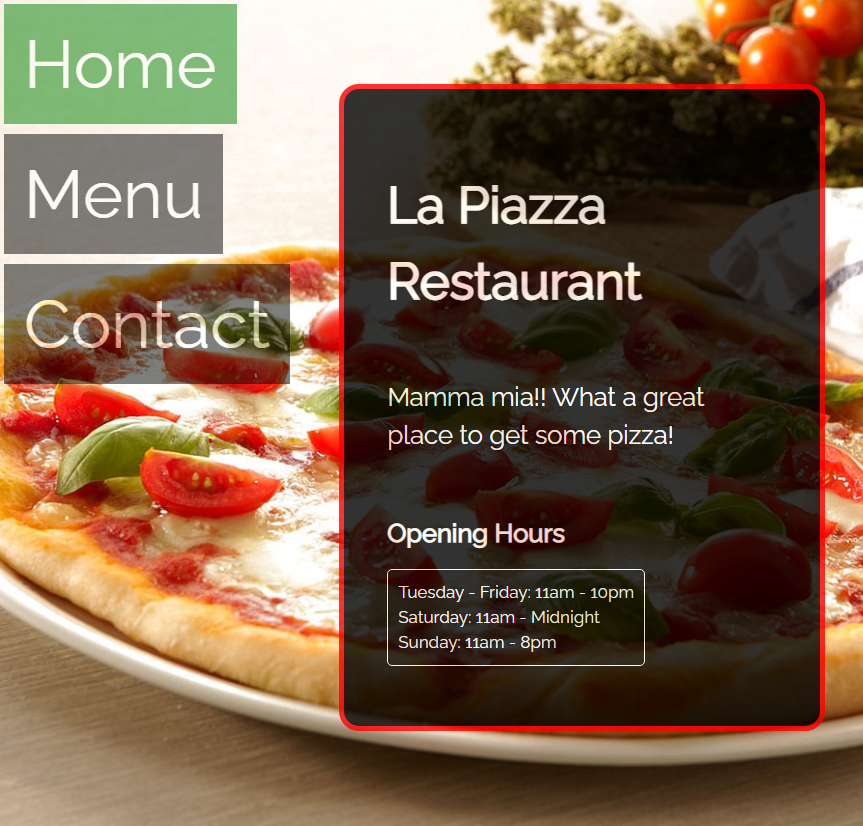 Home
Menu
Contact
La Piazza
Restaurant
Mamma mia!! What a great
place to get some pizza!
Opening Hours
Tuesday - Friday: 11am - 10pm
Saturday: 11am - Midnight
Sunday: 11am - 8pm